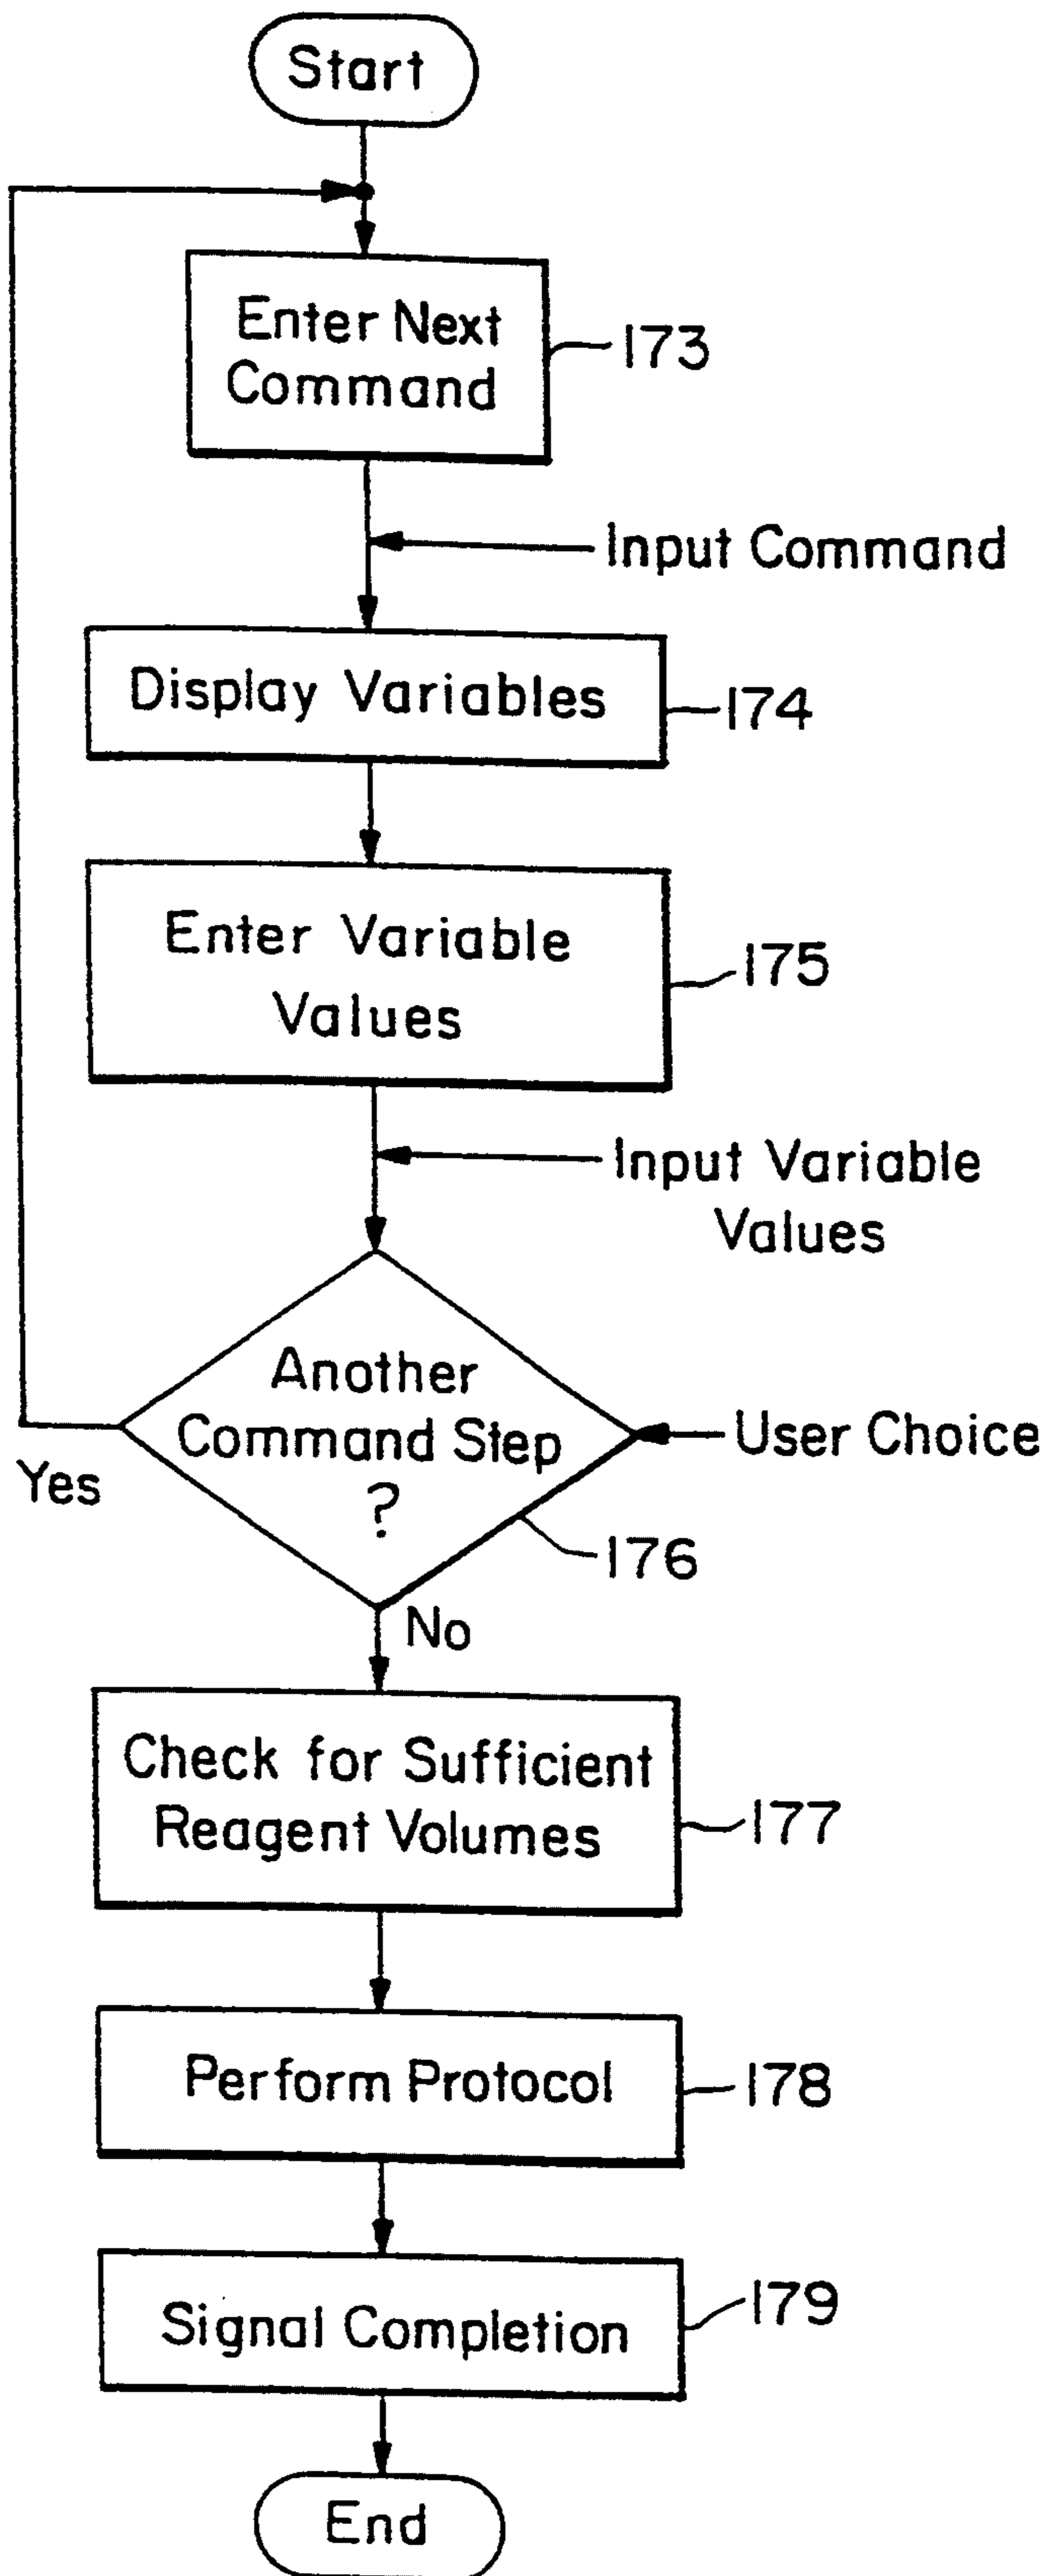 Start
Enter Next
Command
173
Input Command
Display Variables
174
Enter Variable
Values
175
Input Variable
Values
Another
Command Step
?
User Choice
Yes
176
No
Check for Sufficient
Reagent Volumes
177
Perform Protocol
178
Signal Completion
179
End